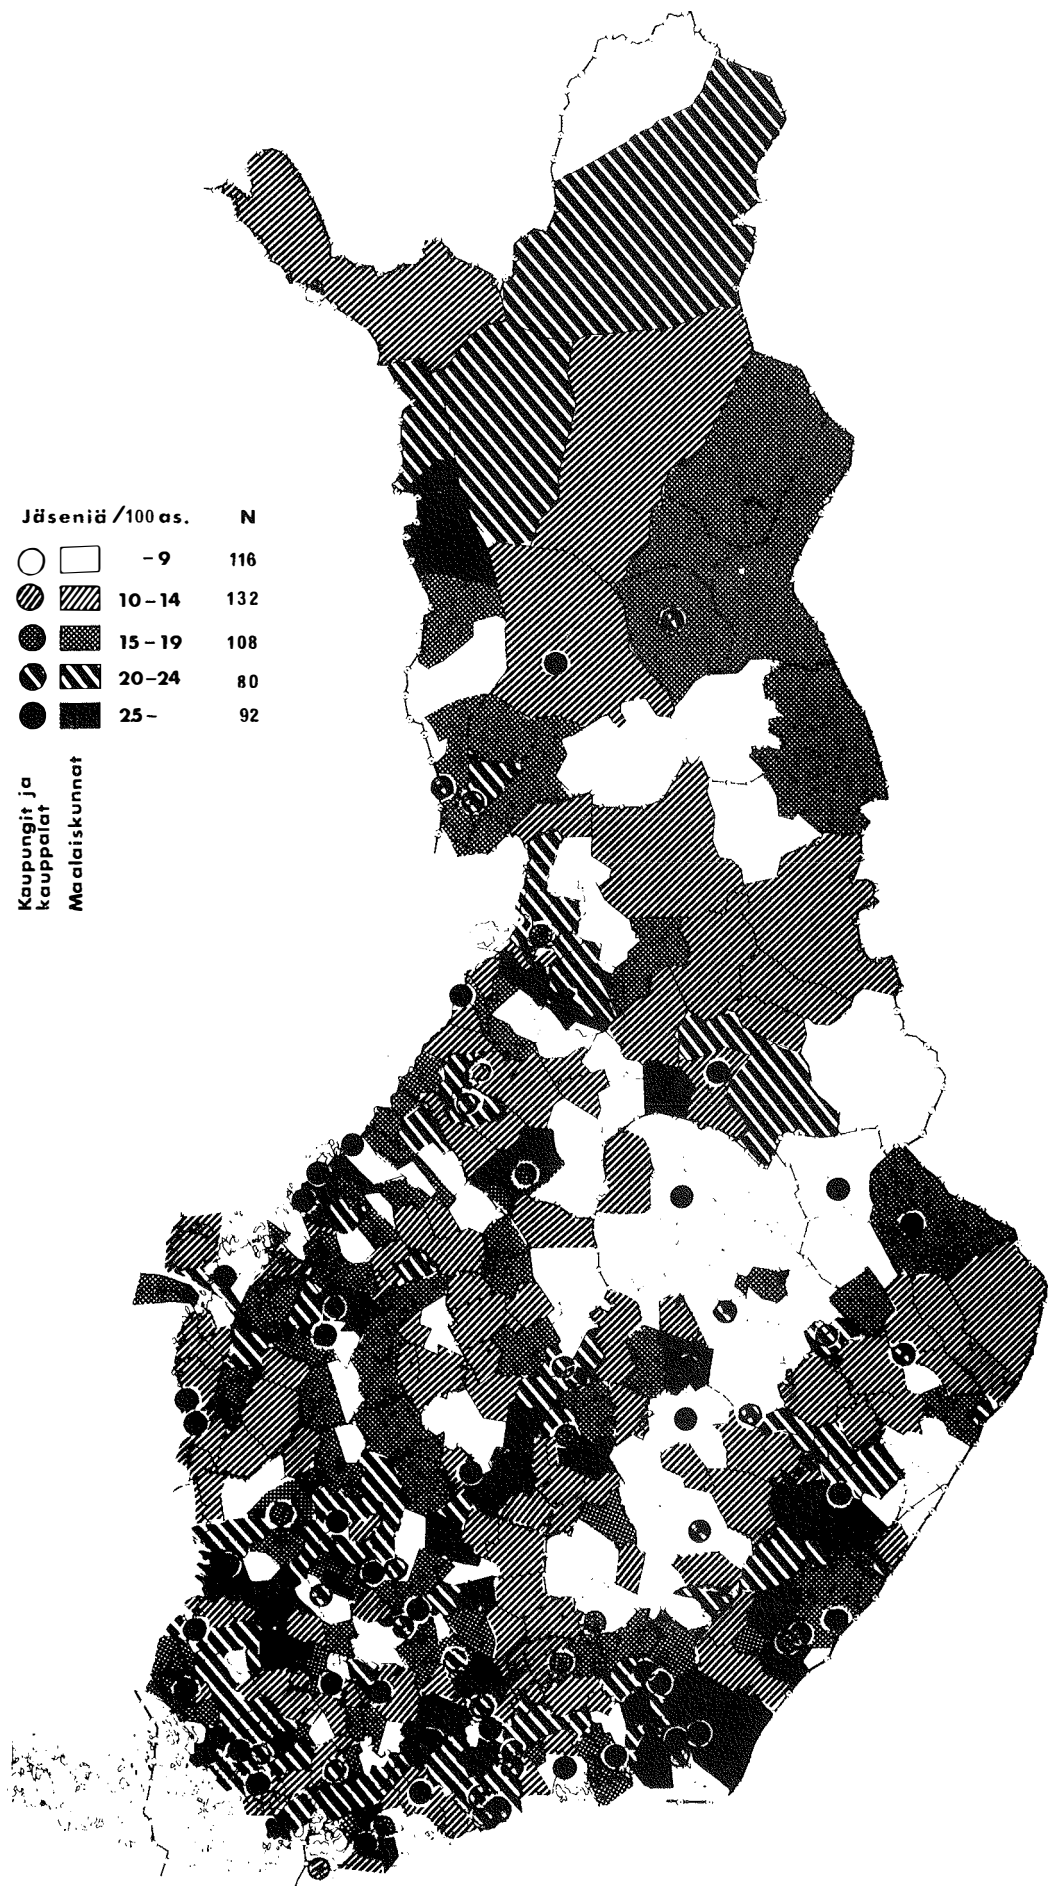 Jäseniä/100 as. N
-9 116
10-14 132
15-19 108
20-24 80
25- 92
Kaupungit ja
kauppalat
Maalaiskunnat